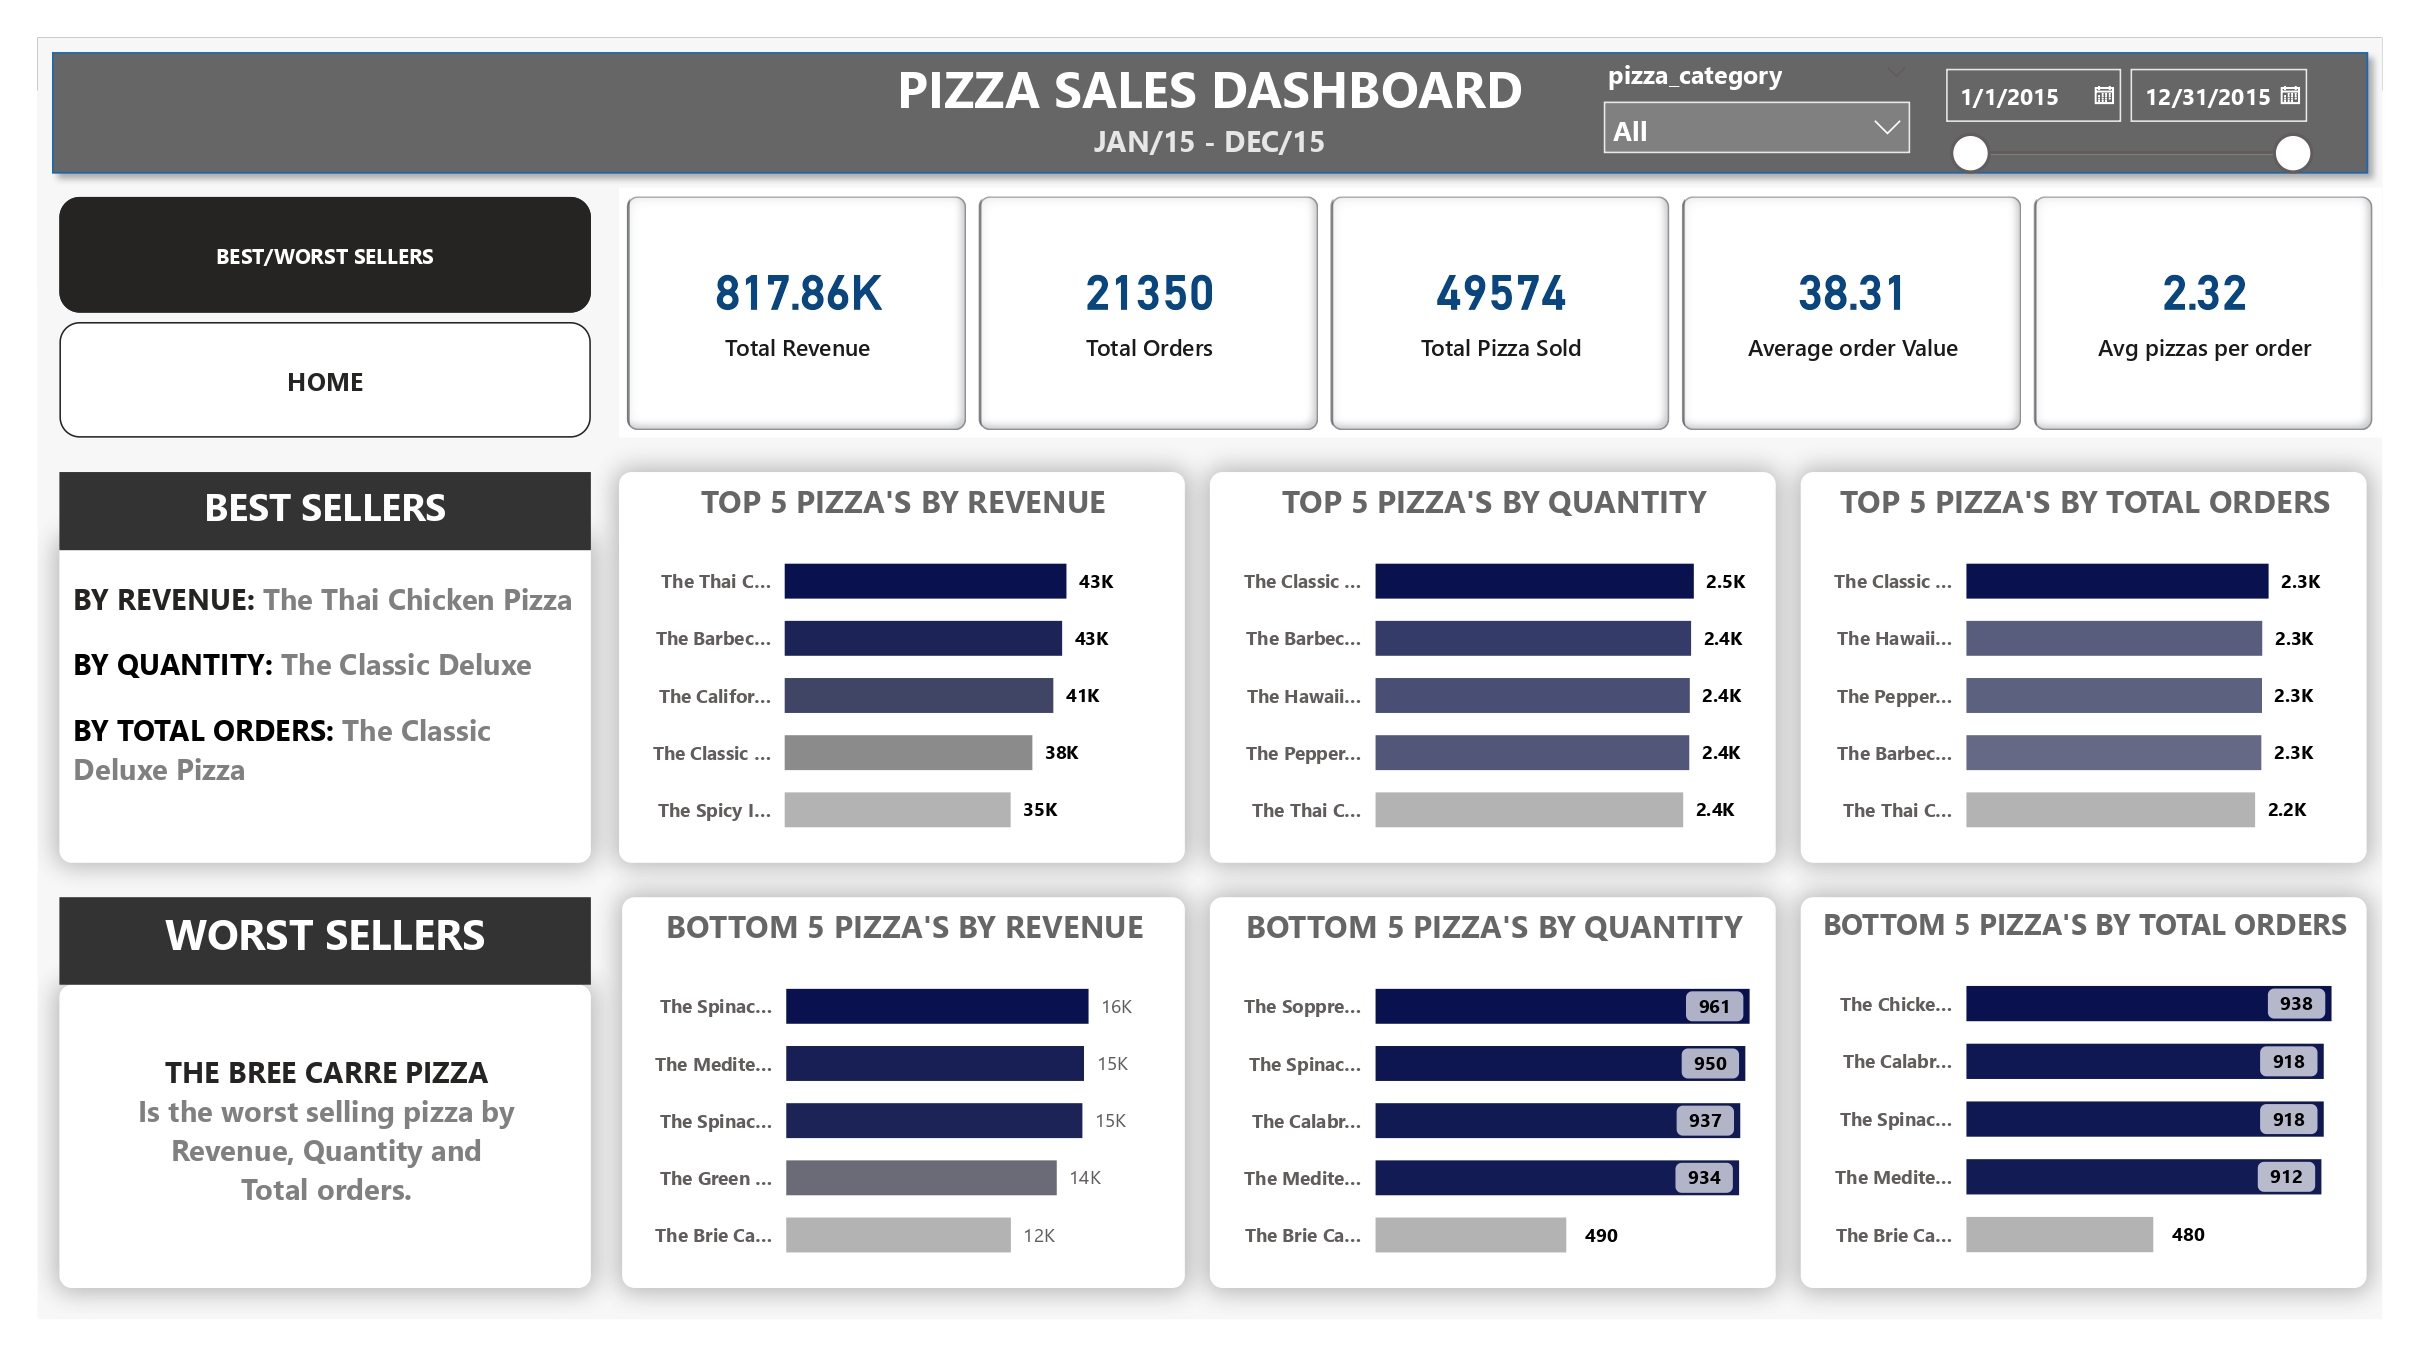 PIZZA SALES DASHBOARD
JAN/15 - DEC/15
pizza_category
All
1/1/2015
12/31/2015
BEST/WORST SELLERS
HOME
817.86K
Total Revenue
21350
Total Orders
49574
Total Pizza Sold
38.31
Average order Value
2.32
Avg pizzas per order
BEST SELLERS
BY REVENUE: The Thai Chicken Pizza
BY QUANTITY: The Classic Deluxe
BY TOTAL ORDERS: The Classic
Deluxe Pizza
TOP 5 PIZZA'S BY REVENUE
The Thai C... 43K
The Barbec... 43K
The Califor... 41K
The Classic ... 38K
The Spicy I... 35K
TOP 5 PIZZA'S BY QUANTITY
The Classic ... 2.5K
The Barbec... 2.4K
The Hawaii... 2.4K
The Pepper... 2.4K
The Thai C... 2.4K
TOP 5 PIZZA'S BY TOTAL ORDERS
The Classic ... 2.3K
The Hawaii... 2.3K
The Pepper... 2.3K
The Barbec... 2.3K
The Thai C... 2.2K
WORST SELLERS
THE BREE CARRE PIZZA
Is the worst selling pizza by
Revenue, Quantity and
Total orders.
BOTTOM 5 PIZZA'S BY REVENUE
The Spinac... 16K
The Medite... 15K
The Spinac... 15K
The Green ... 14K
The Brie Ca... 12K
BOTTOM 5 PIZZA'S BY QUANTITY
The Soppre... 961
The Spinac... 950
The Calabr... 937
The Medite... 934
The Brie Ca... 490
BOTTOM 5 PIZZA'S BY TOTAL ORDERS
The Chicke... 938
The Calabr... 918
The Spinac... 918
The Medite... 912
The Brie Ca... 480